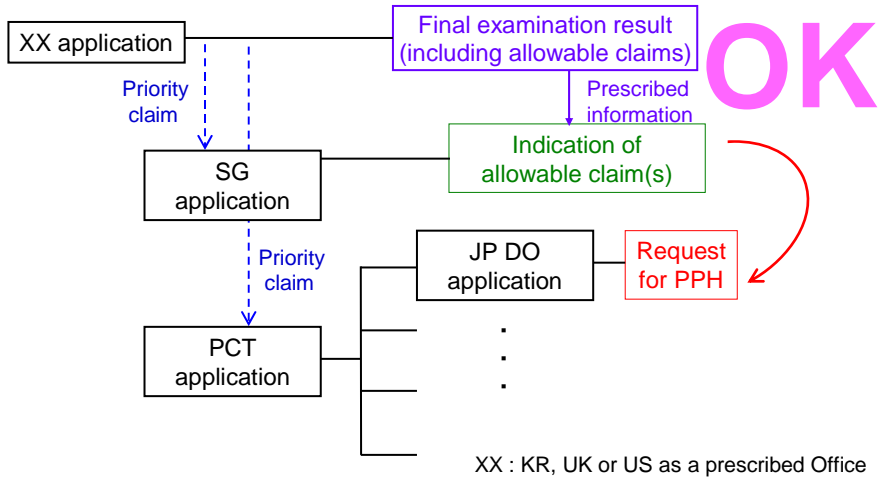 XX application
Final examination result
(including allowable claims)
OK
Priority
claim
Prescribed
information
SG
application
Indication of
allowable claim(s)
Priority
claim
JP DO
application
Request
for PPH
PCT
application
XX : KR, UK or US as a prescribed Office